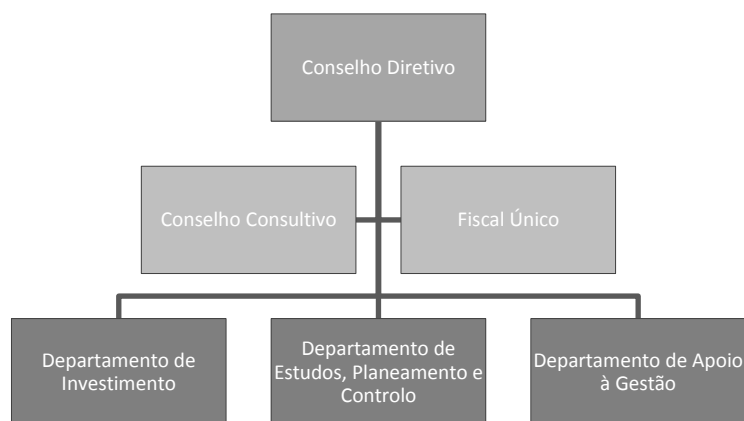 Conselho Diretivo
Conselho Consultivo
Fiscal Único
Departamento de
Investimento
Departamento de
Estudos, Planeamento e
Controlo
Departamento de Apoio
à Gestão